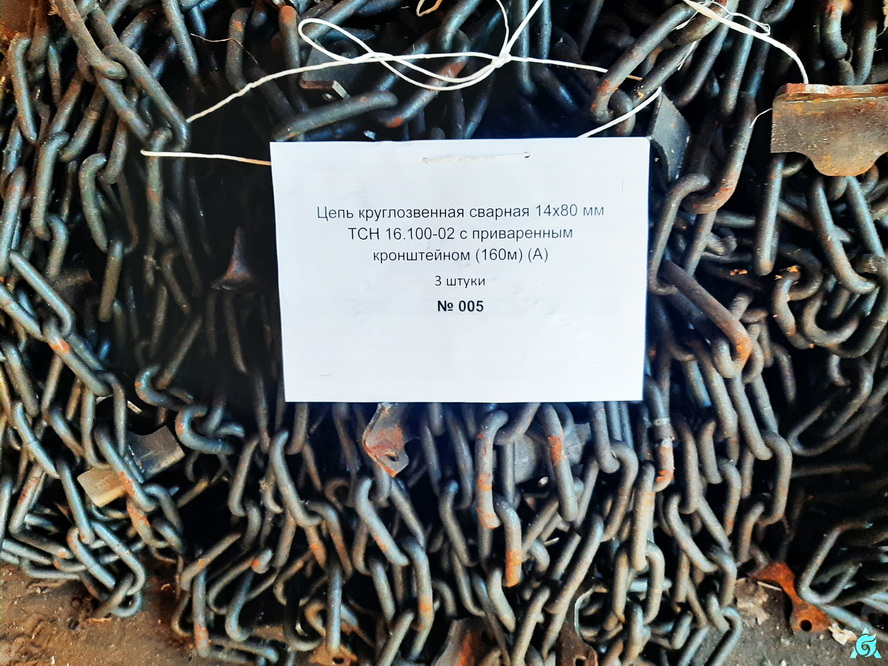 Цепь круглозвенная сварная 14х80 мм
ТСН 16.100-02 с приваренным
кронштейном (160м) (А)
3 штуки
№ 005